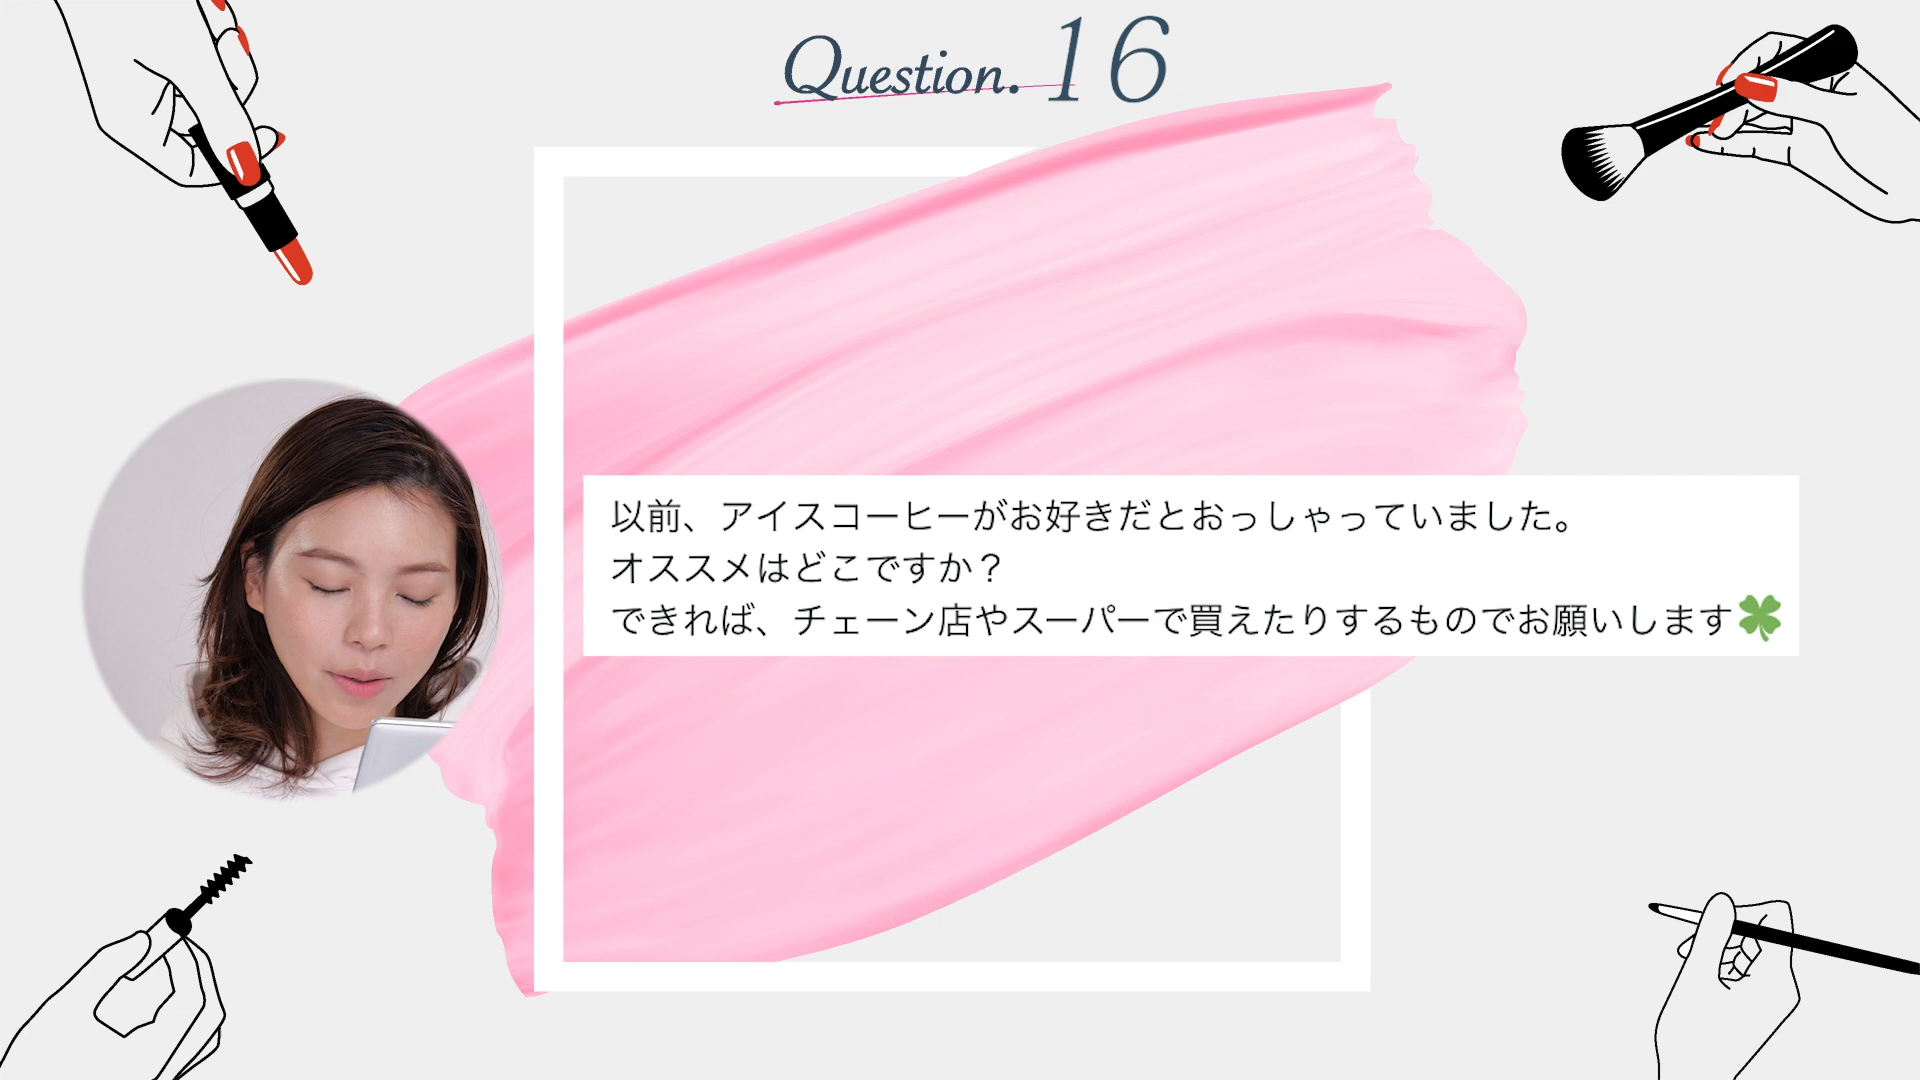 Question. 16
以前、アイスコーヒーがお好きだとおっしゃっていました。
オススメはどこですか？
できれば、チェーン店やスーパーで買えたりするものでお願いします🍀